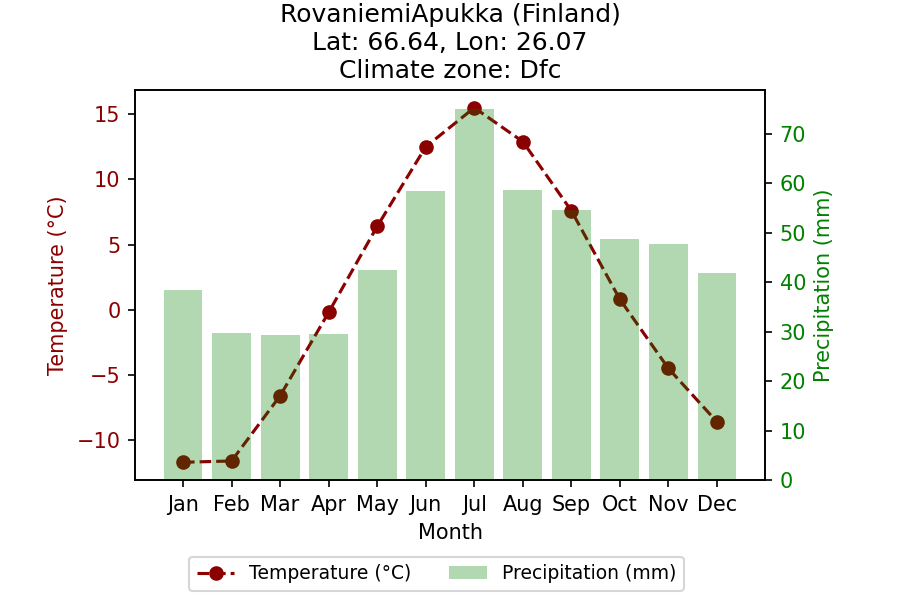 RovaniemiApukka (Finland)
Lat: 66.64, Lon: 26.07
Climate zone: Dfc
Temperature (°C)
15
10
5
0
−5
−10
Precipitation (mm)
70
60
50
40
30
20
10
0
Jan Feb Mar Apr May Jun Jul Aug Sep Oct Nov Dec
Month
Temperature (°C) Precipitation (mm)